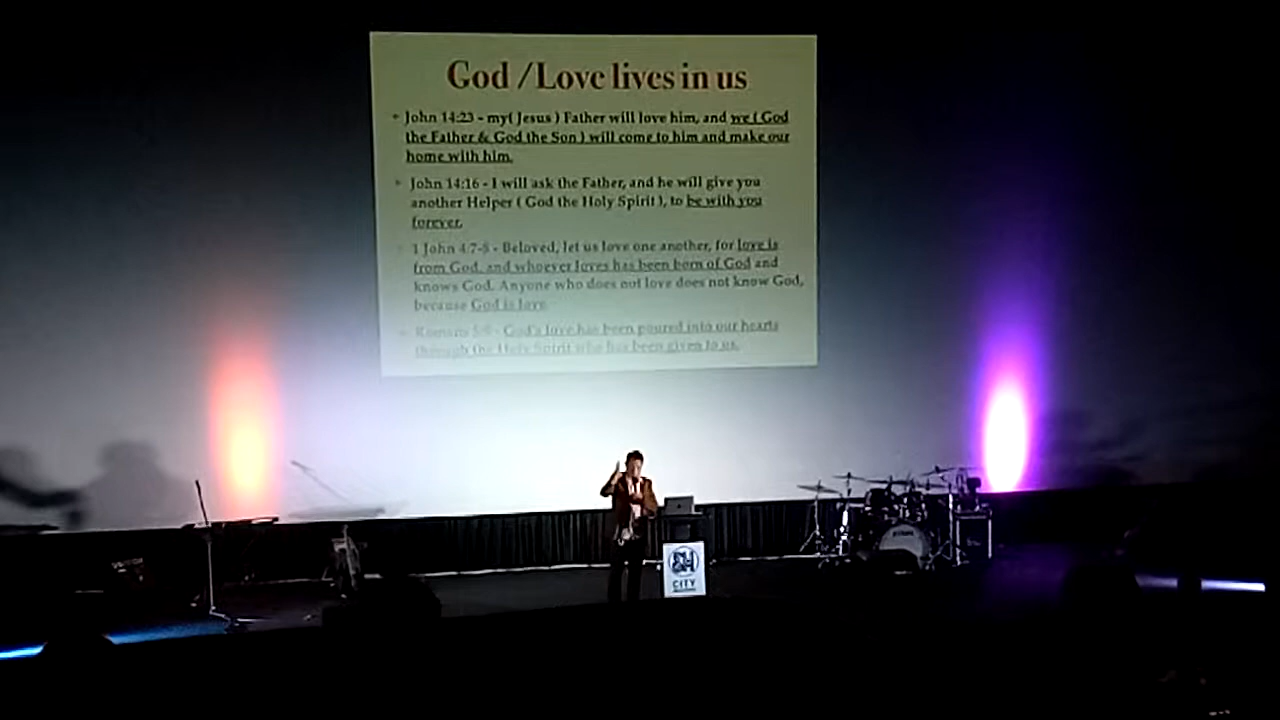 God /Love lives in us
• John 14:23 - my( Jesus ) Father will love him, and we ( God
the Father & God the Son ) will come to him and make our
home with him.
• John 14:16 - I will ask the Father, and he will give you
another Helper ( God the Holy Spirit ), to be with you
forever.
• 1 John 4:7-8 - Beloved, let us love one another, for love is
from God, and whoever loves has been born of God and
knows God. Anyone who does not love does not know God,
because God is love.
• Romans - God's love has been poured into our hearts
through the Holy Spirit who has been given to us.
SM
CITY
TAMA